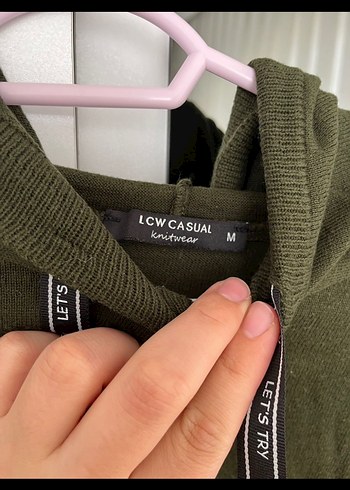 LCW CASUAL
knitwear
M
LET'S
LET'S TRY